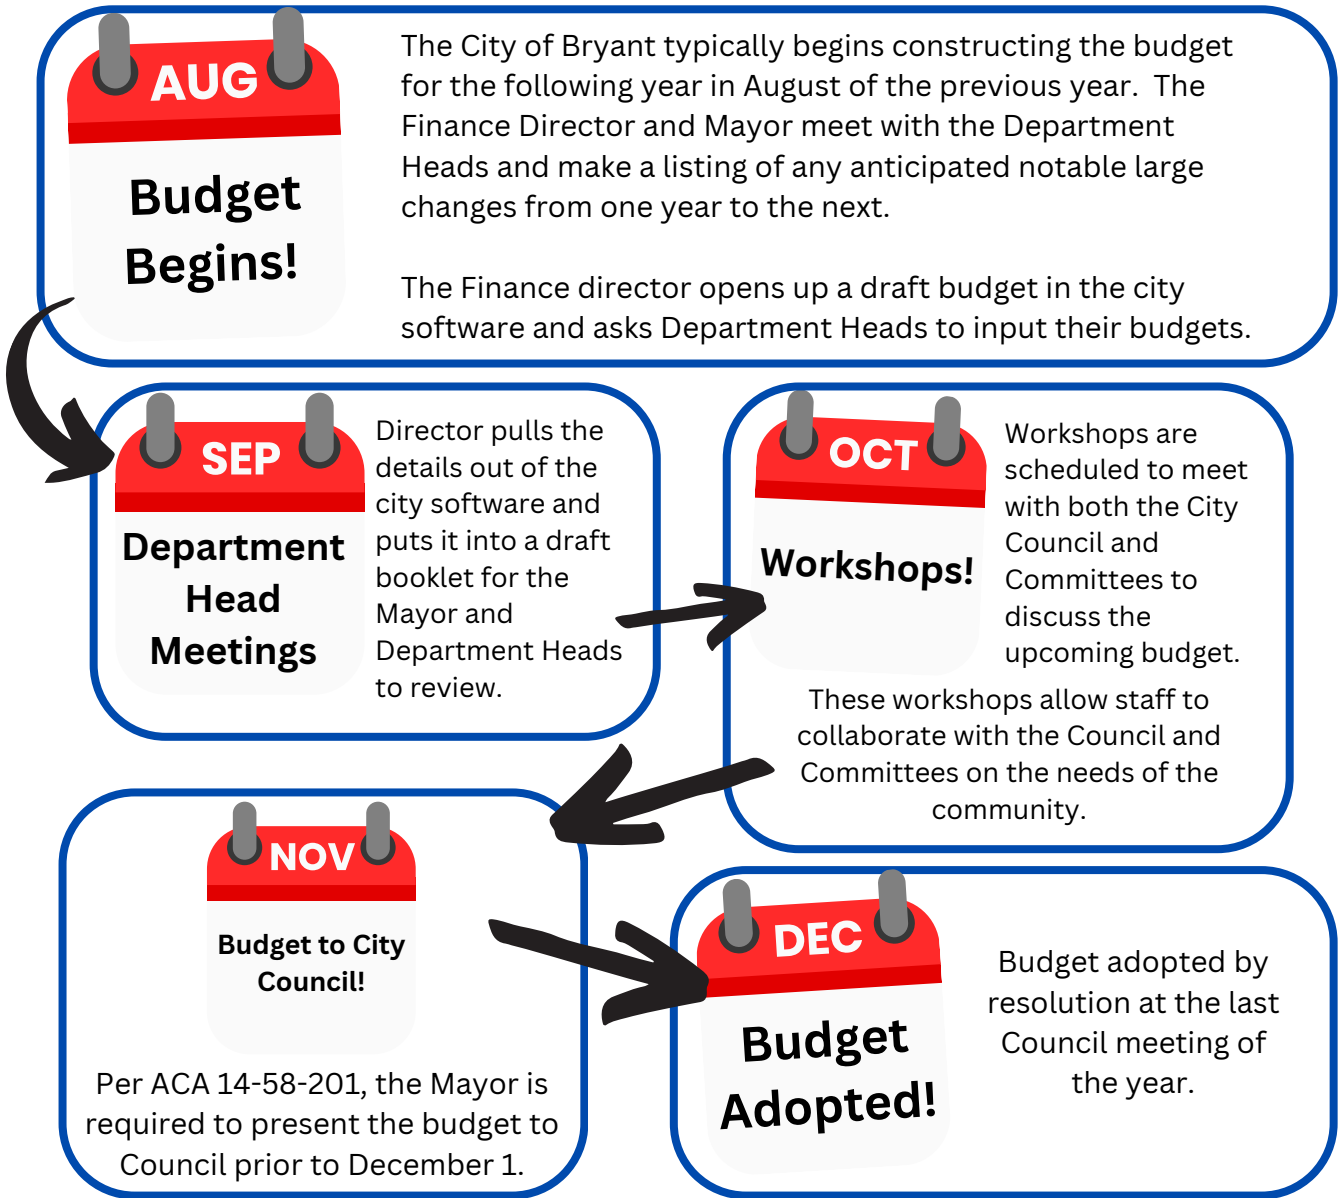 AUG
Budget
Begins!
The City of Bryant typically begins constructing the budget
for the following year in August of the previous year.  The
Finance Director and Mayor meet with the Department
Heads and make a listing of any anticipated notable large
changes from one year to the next.
The Finance director opens up a draft budget in the city
software and asks Department Heads to input their budgets.
SEP
Department
Head
Meetings
Director pulls the
details out of the
city software and
puts it into a draft
booklet for the
Mayor and
Department Heads
to review.
OCT
Workshops!
Workshops are
scheduled to meet
with both the City
Council and
Committees to
discuss the
upcoming budget.
These workshops allow staff to
collaborate with the Council and
Committees on the needs of the
community.
NOV
Budget to City
Council!
Per ACA 14-58-201, the Mayor is
required to present the budget to
Council prior to December 1.
DEC
Budget
Adopted!
Budget adopted by
resolution at the last
Council meeting of
the year.